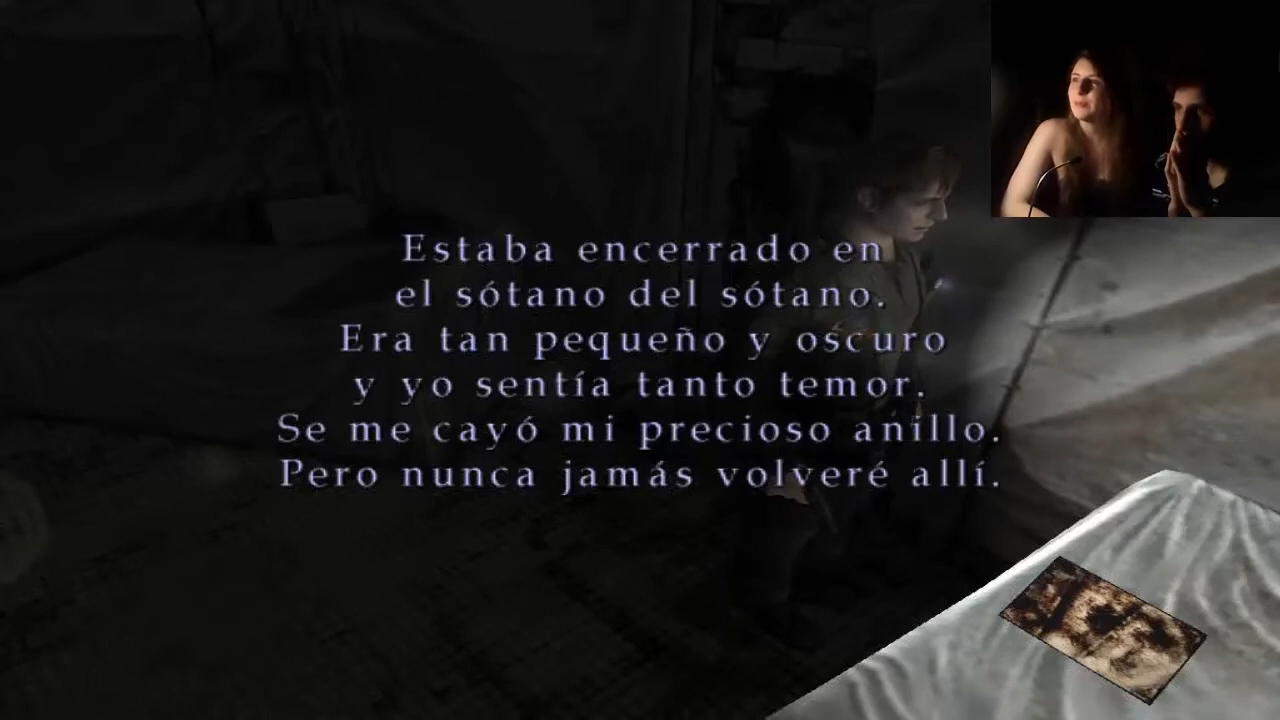 Estaba encerrado en
el sótano del sótano.
Era tan pequeño y oscuro
y yo sentía tanto temor.
Se me cayó mi precioso anillo.
Pero nunca jamás volveré allí.